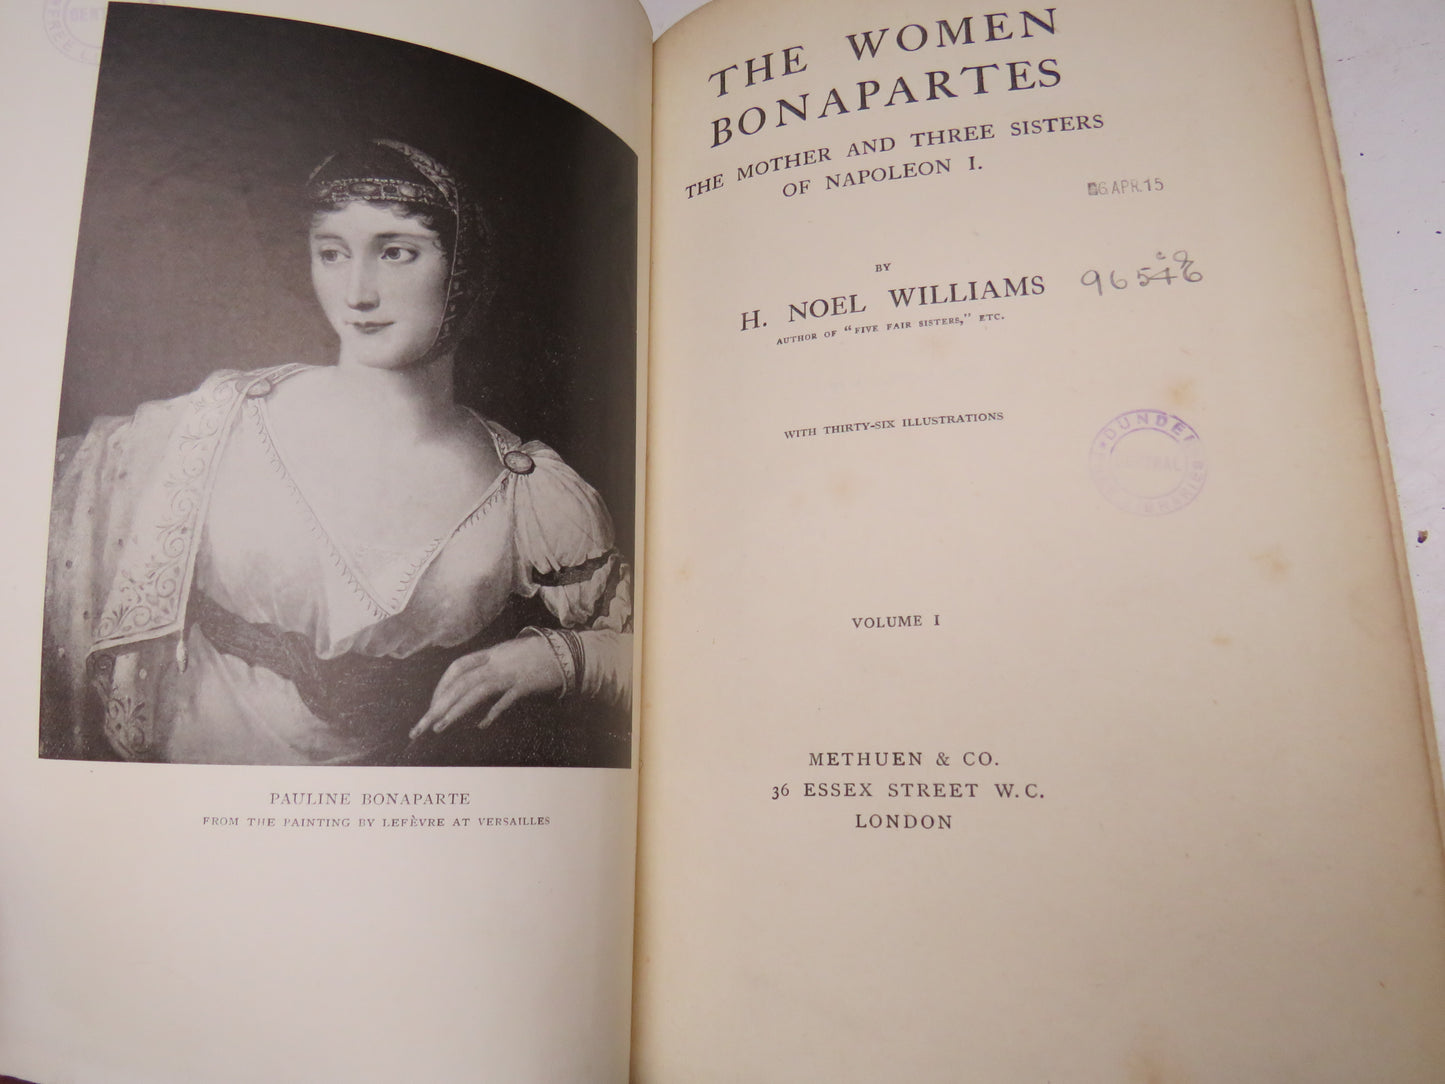 PAULINE BONAPARTE
FROM THE PAINTING BY LEFÈVRE AT VERSAILLES
THE WOMEN
BONAPARTES
THE MOTHER AND THREE SISTERS
OF NAPOLEON I.
6 APR. 15
BY
H. NOEL WILLIAMS
AUTHOR OF "FIVE FAIR SISTERS," ETC.
WITH THIRTY-SIX ILLUSTRATIONS
DUNDEE
CENTRAL
VOLUME I
METHUEN & CO.
36 ESSEX STREET W.C.
LONDON